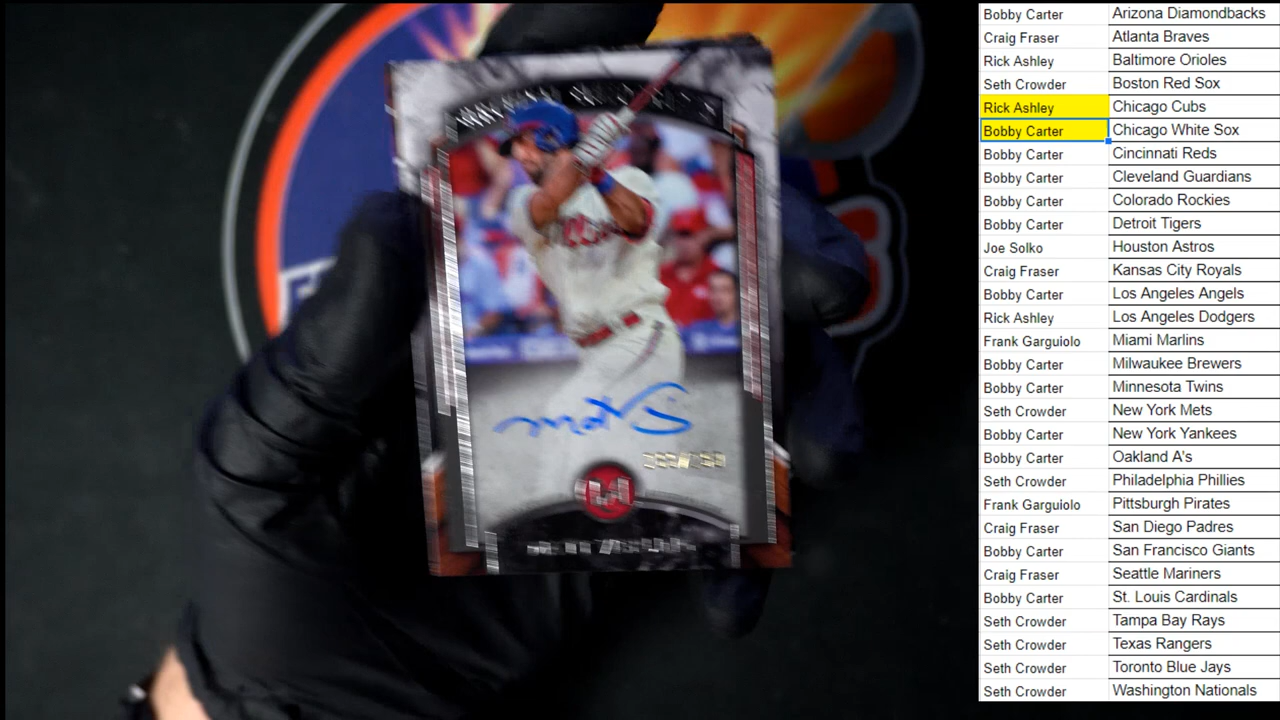 Bobby Carter Arizona Diamondbacks
Craig Fraser Atlanta Braves
Rick Ashley Baltimore Orioles
Seth Crowder Boston Red Sox
Rick Ashley Chicago Cubs
Bobby Carter Chicago White Sox
Bobby Carter Cincinnati Reds
Bobby Carter Cleveland Guardians
Bobby Carter Colorado Rockies
Bobby Carter Detroit Tigers
Joe Solko Houston Astros
Craig Fraser Kansas City Royals
Bobby Carter Los Angeles Angels
Rick Ashley Los Angeles Dodgers
Frank Garguiolo Miami Marlins
Bobby Carter Milwaukee Brewers
Bobby Carter Minnesota Twins
Seth Crowder New York Mets
Bobby Carter New York Yankees
Bobby Carter Oakland A's
Seth Crowder Philadelphia Phillies
Frank Garguiolo Pittsburgh Pirates
Craig Fraser San Diego Padres
Bobby Carter San Francisco Giants
Craig Fraser Seattle Mariners
Bobby Carter St. Louis Cardinals
Seth Crowder Tampa Bay Rays
Seth Crowder Texas Rangers
Seth Crowder Toronto Blue Jays
Seth Crowder Washington Nationals